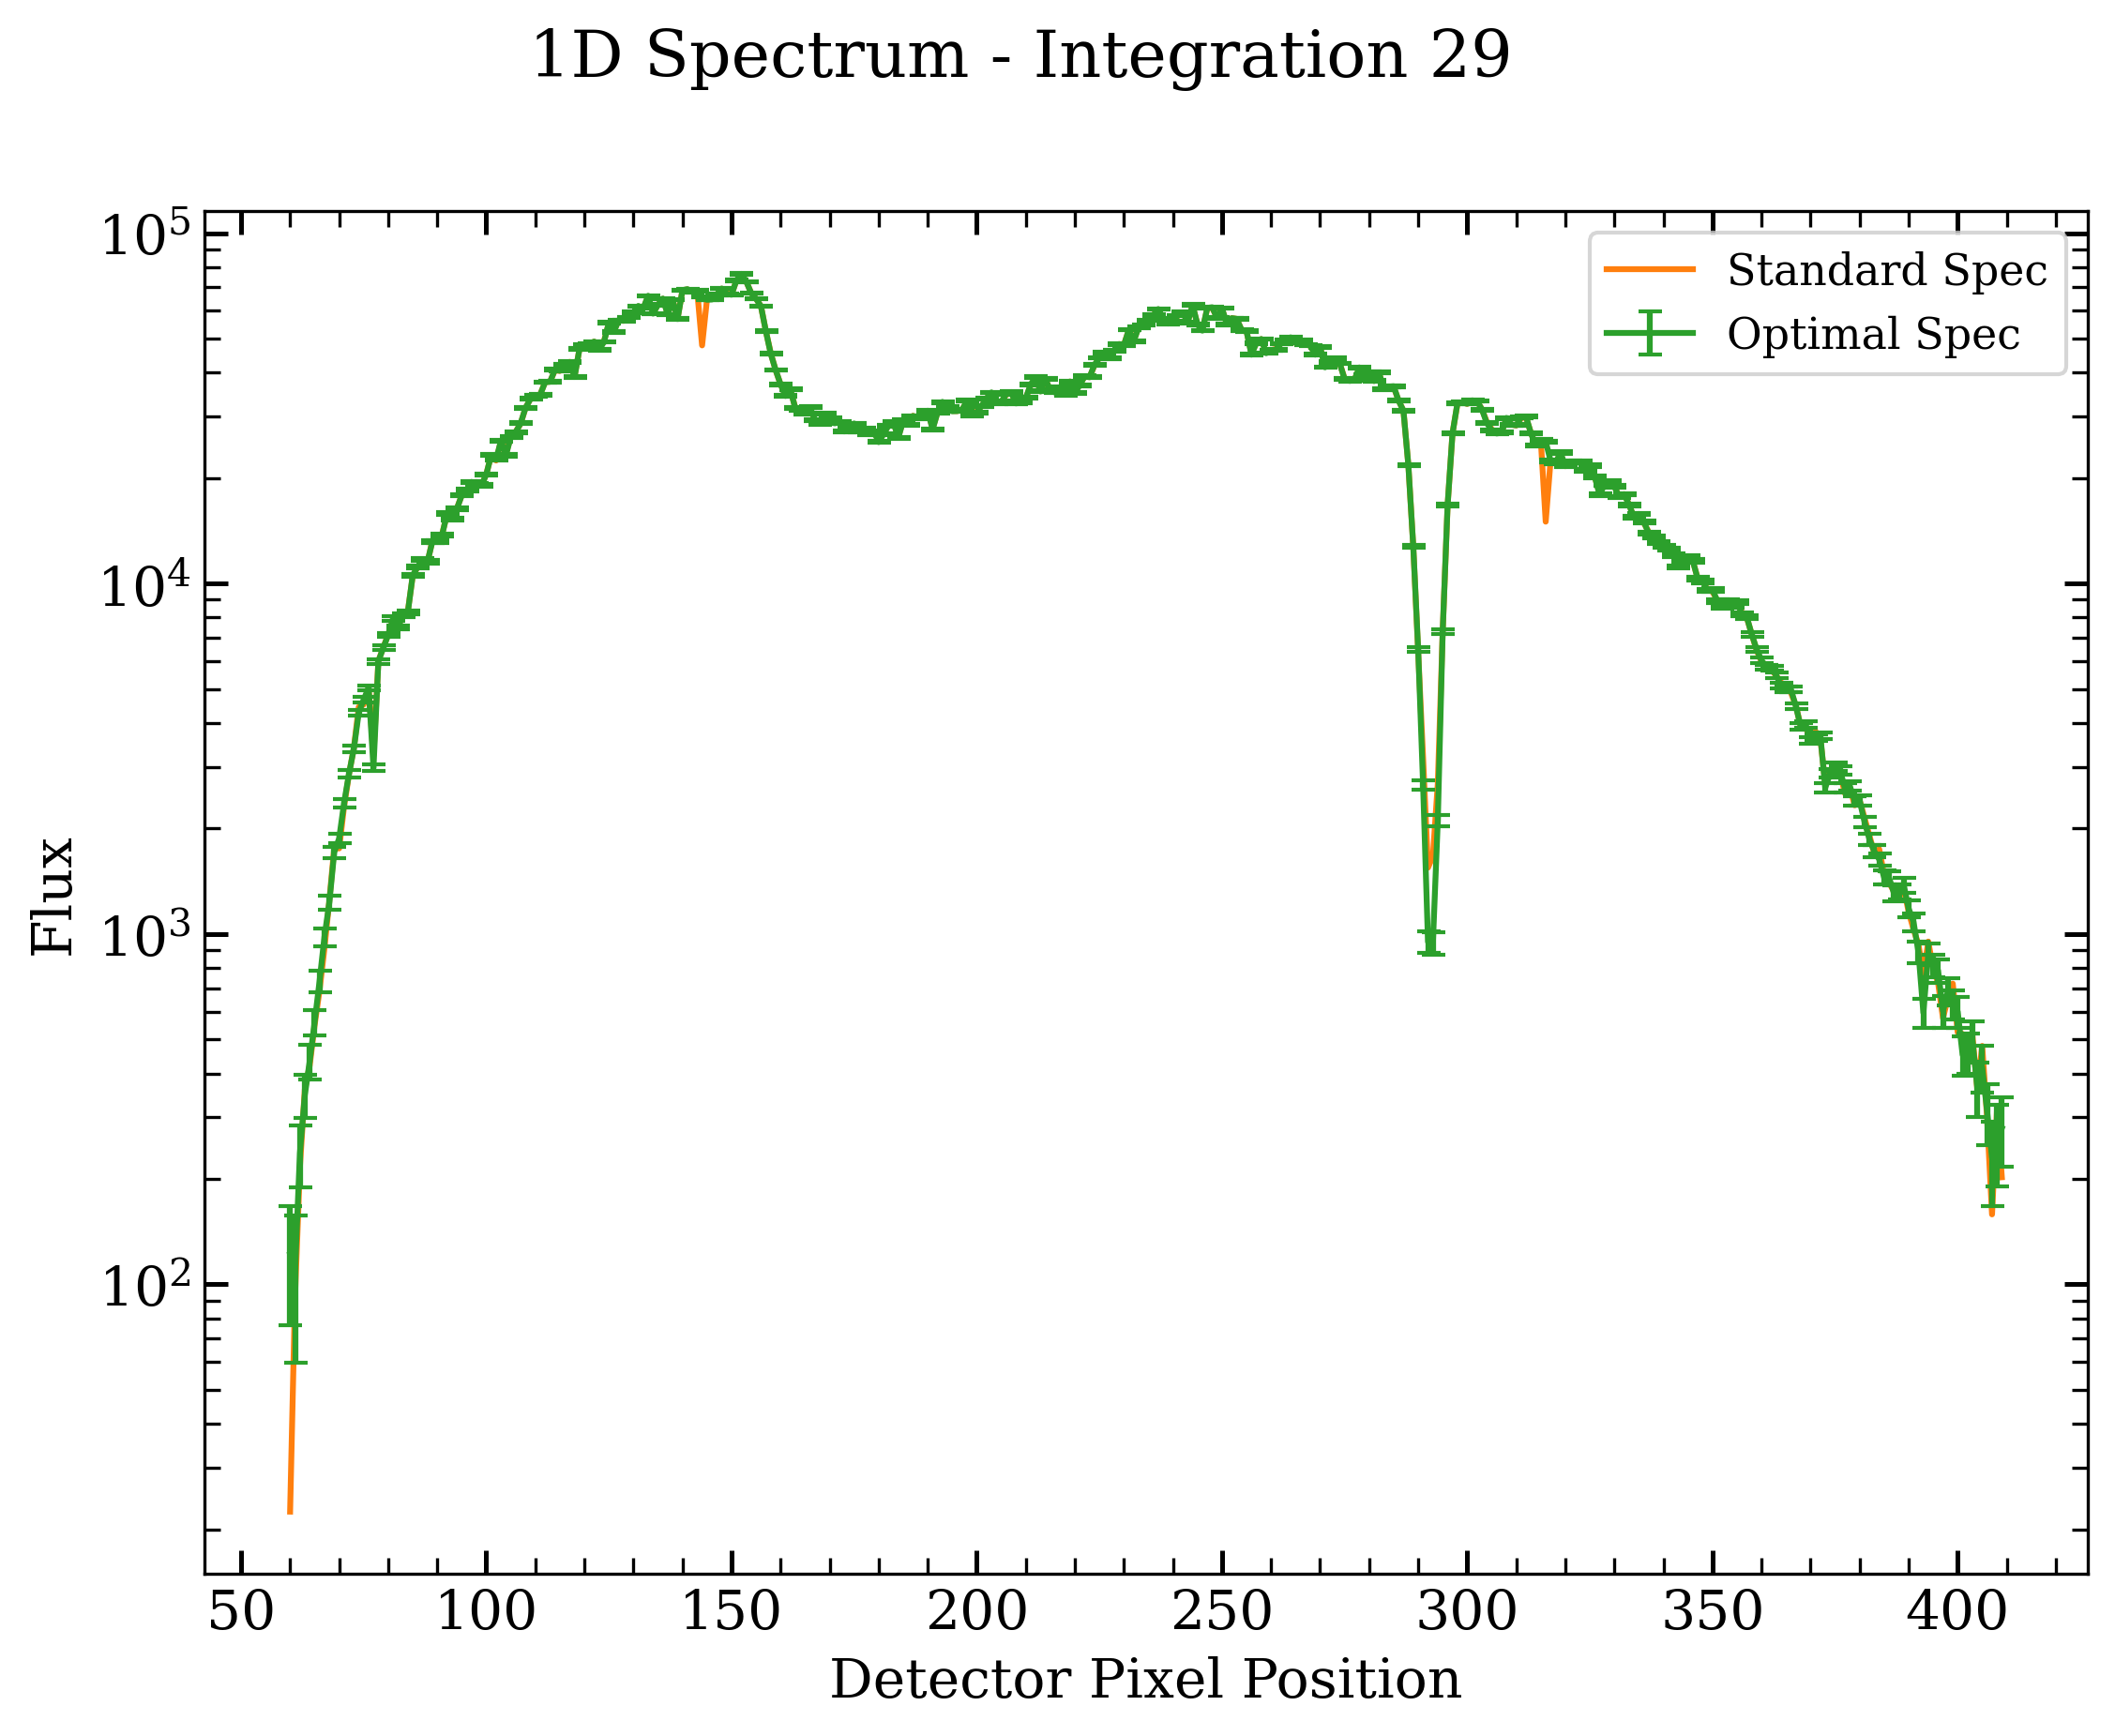 1D Spectrum - Integration 29
10^5
Standard Spec
Optimal Spec
10^4
10^3
10^2
Flux
50 100 150 200 250 300 350 400
Detector Pixel Position